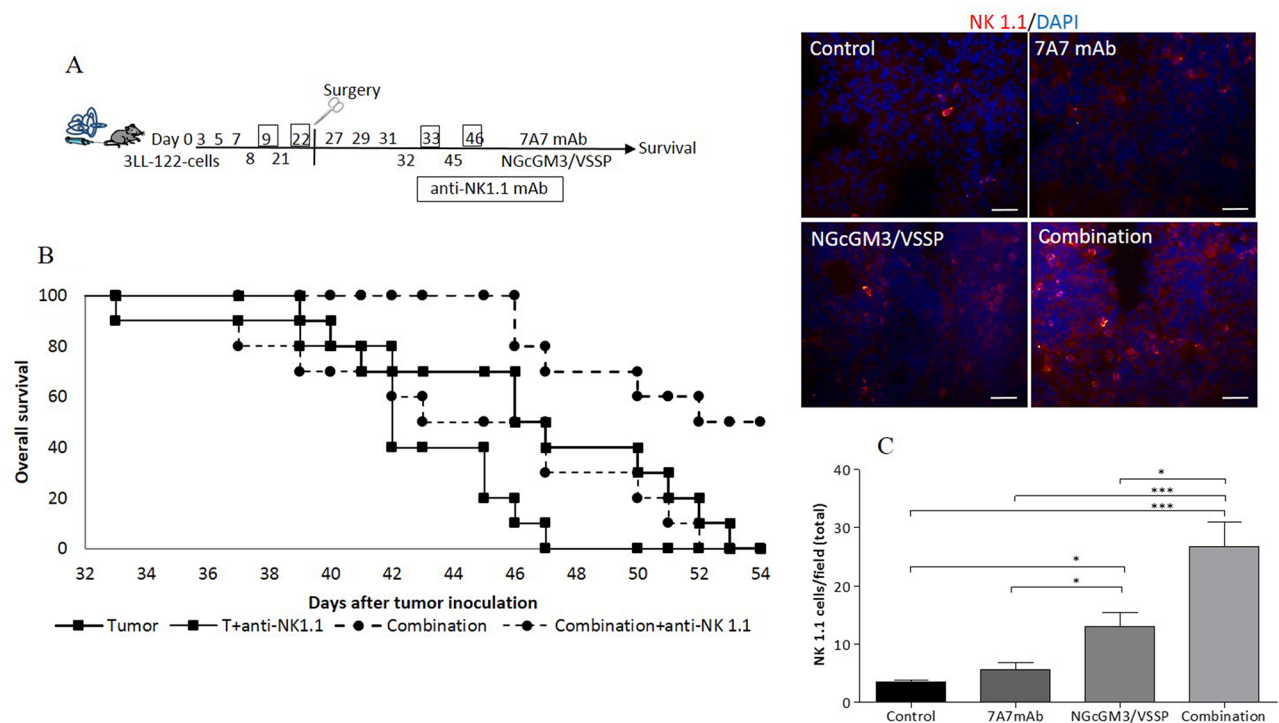 A
Surgery
Day 0 3 5 7 9 22 27 29 31 33 46 7A7 mAb
Survival
3LL-122-cells 8 21 32 45 NGcGM3/VSSP
anti-NK1.1 mAb
NK 1.1/DAPI
Control
7A7 mAb
NGcGM3/VSSP
Combination
B
Overall survival
100
80
60
40
20
0
32 34 36 38 40 42 44 46 48 50 52 54
Days after tumor inoculation
Tumor T+anti-NK1.1 Combination Combination+anti-NK 1.1
C
NK 1.1 cells/field (total)
40
30
20
10
0
*
***
***
*
*
Control 7A7mAb NGcGM3/VSSP Combination